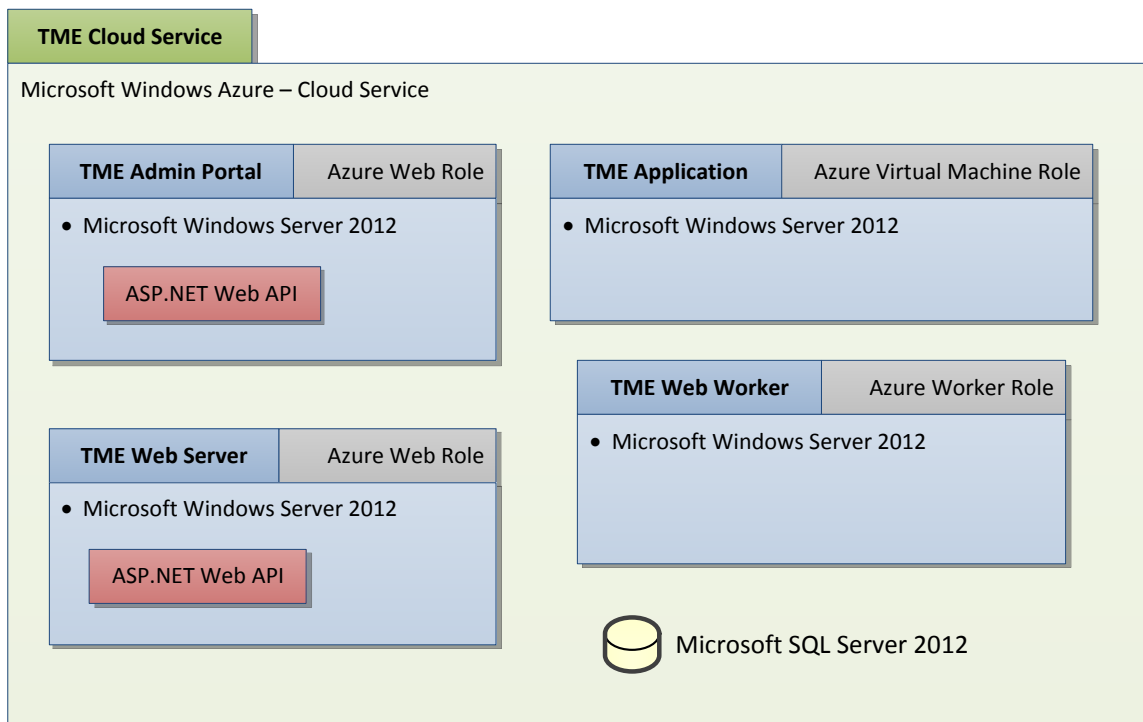 TME Cloud Service
Microsoft Windows Azure – Cloud Service
TME Admin Portal
Azure Web Role
• Microsoft Windows Server 2012
ASP.NET Web API
TME Application
Azure Virtual Machine Role
• Microsoft Windows Server 2012
TME Web Worker
Azure Worker Role
• Microsoft Windows Server 2012
TME Web Server
Azure Web Role
• Microsoft Windows Server 2012
ASP.NET Web API
Microsoft SQL Server 2012